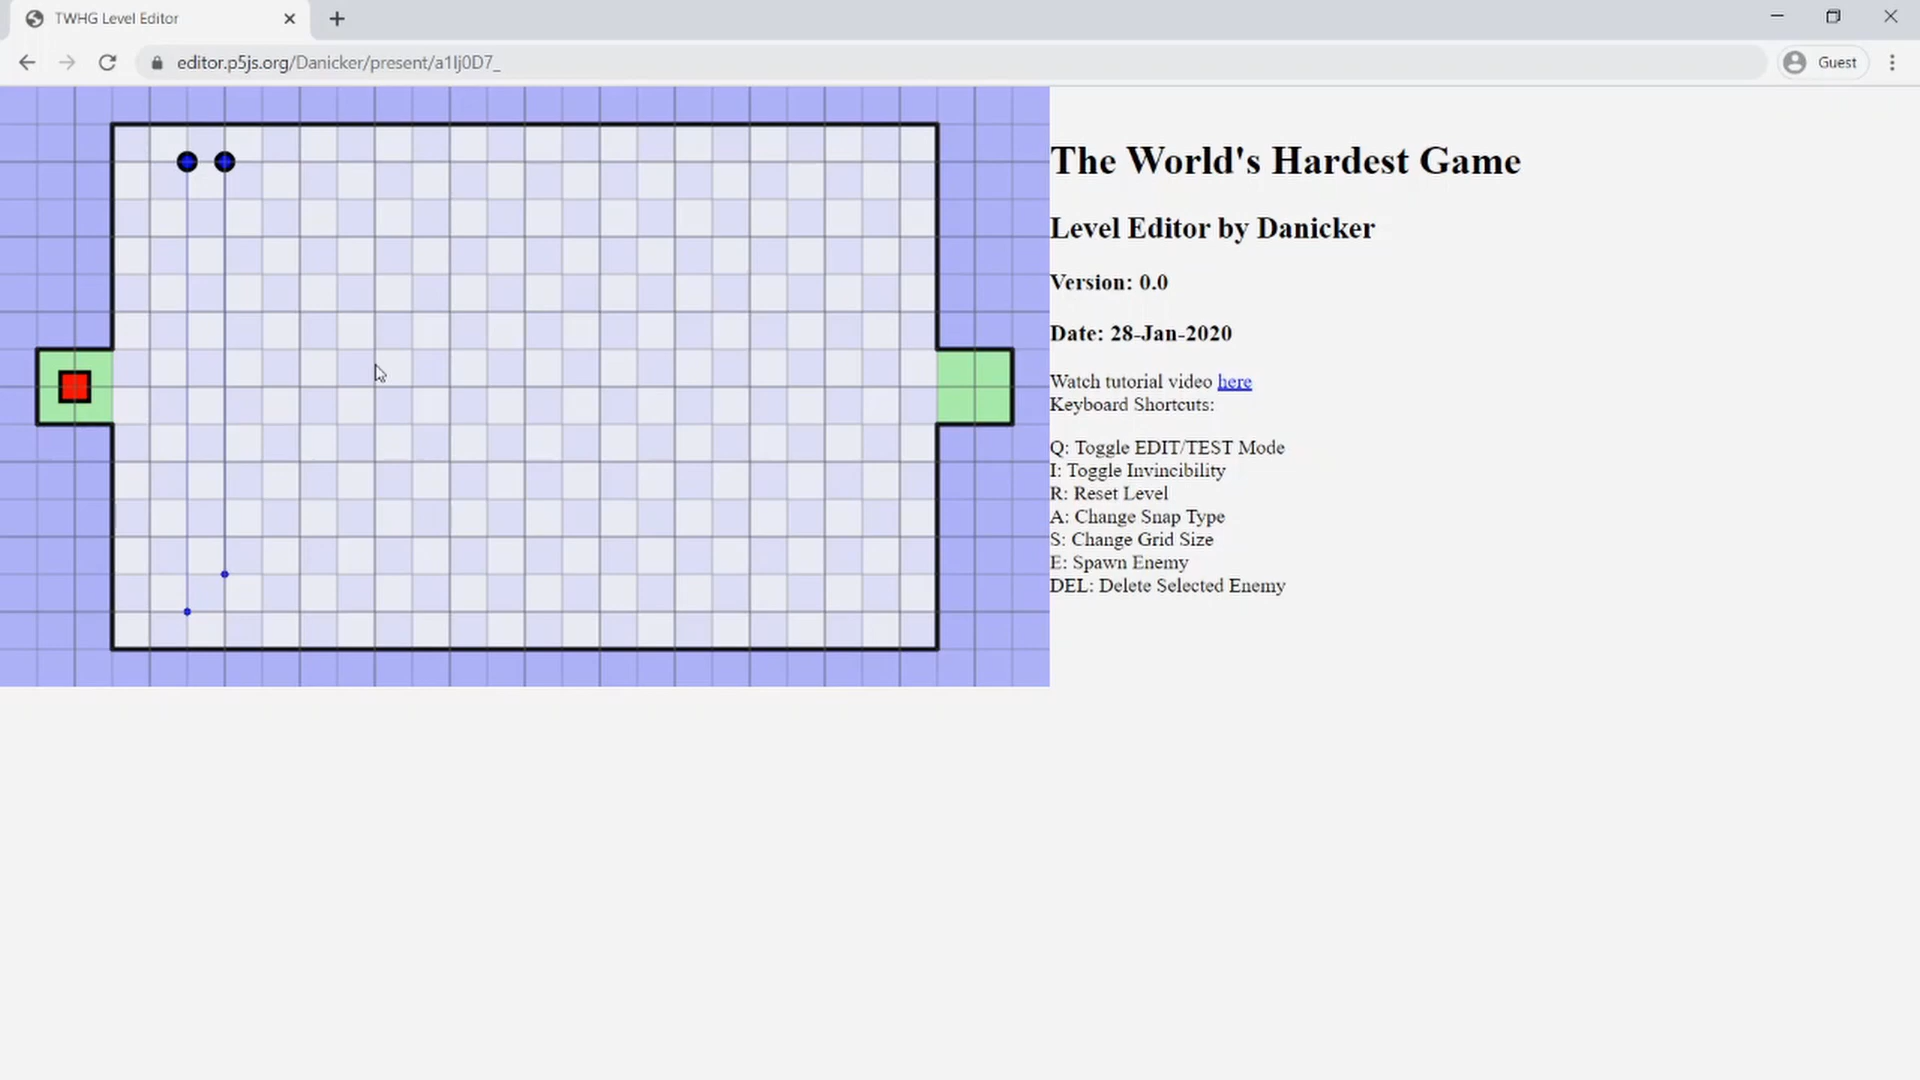 TWHG Level Editor
editor.p5js.org/Danicker/present/a1Ij0D7_
Guest
The World's Hardest Game
Level Editor by Danicker
Version: 0.0
Date: 28-Jan-2020
Watch tutorial video here
Keyboard Shortcuts:
Q: Toggle EDIT/TEST Mode
I: Toggle Invincibility
R: Reset Level
A: Change Snap Type
S: Change Grid Size
E: Spawn Enemy
DEL: Delete Selected Enemy